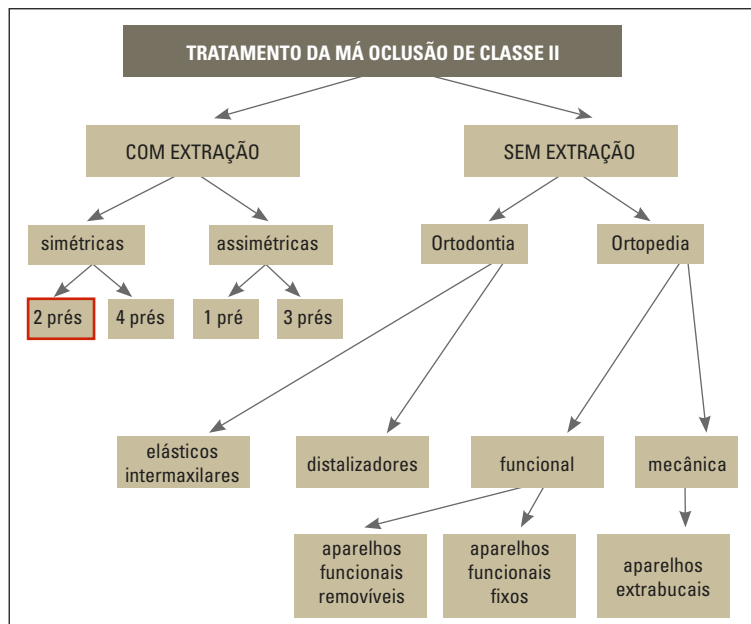 TRATAMENTO DA MÁ OCLUSÃO DE CLASSE II
COM EXTRAÇÃO
SEM EXTRAÇÃO
simétricas
assimétricas
Ortodontia
Ortopedia
2 prés
4 prés
1 pré
3 prés
elásticos
intermaxilares
distalizadores
funcional
mecânica
aparelhos
funcionais
removíveis
aparelhos
funcionais
fixos
aparelhos
extrabucais